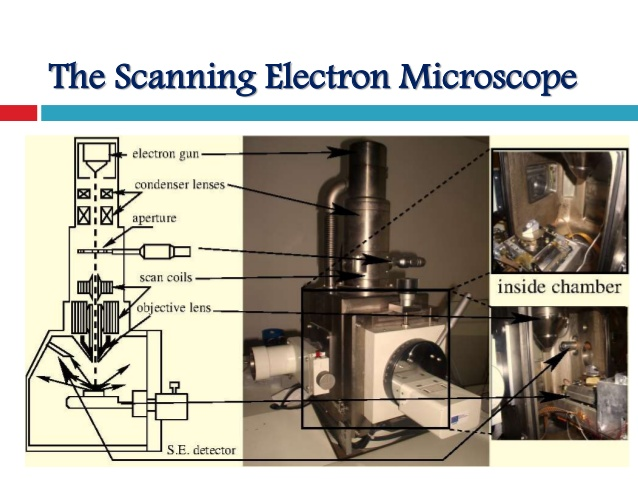 The Scanning Electron Microscope
electron gun
condenser lenses
aperture
scan coils
objective lens
inside chamber
S.E. detector